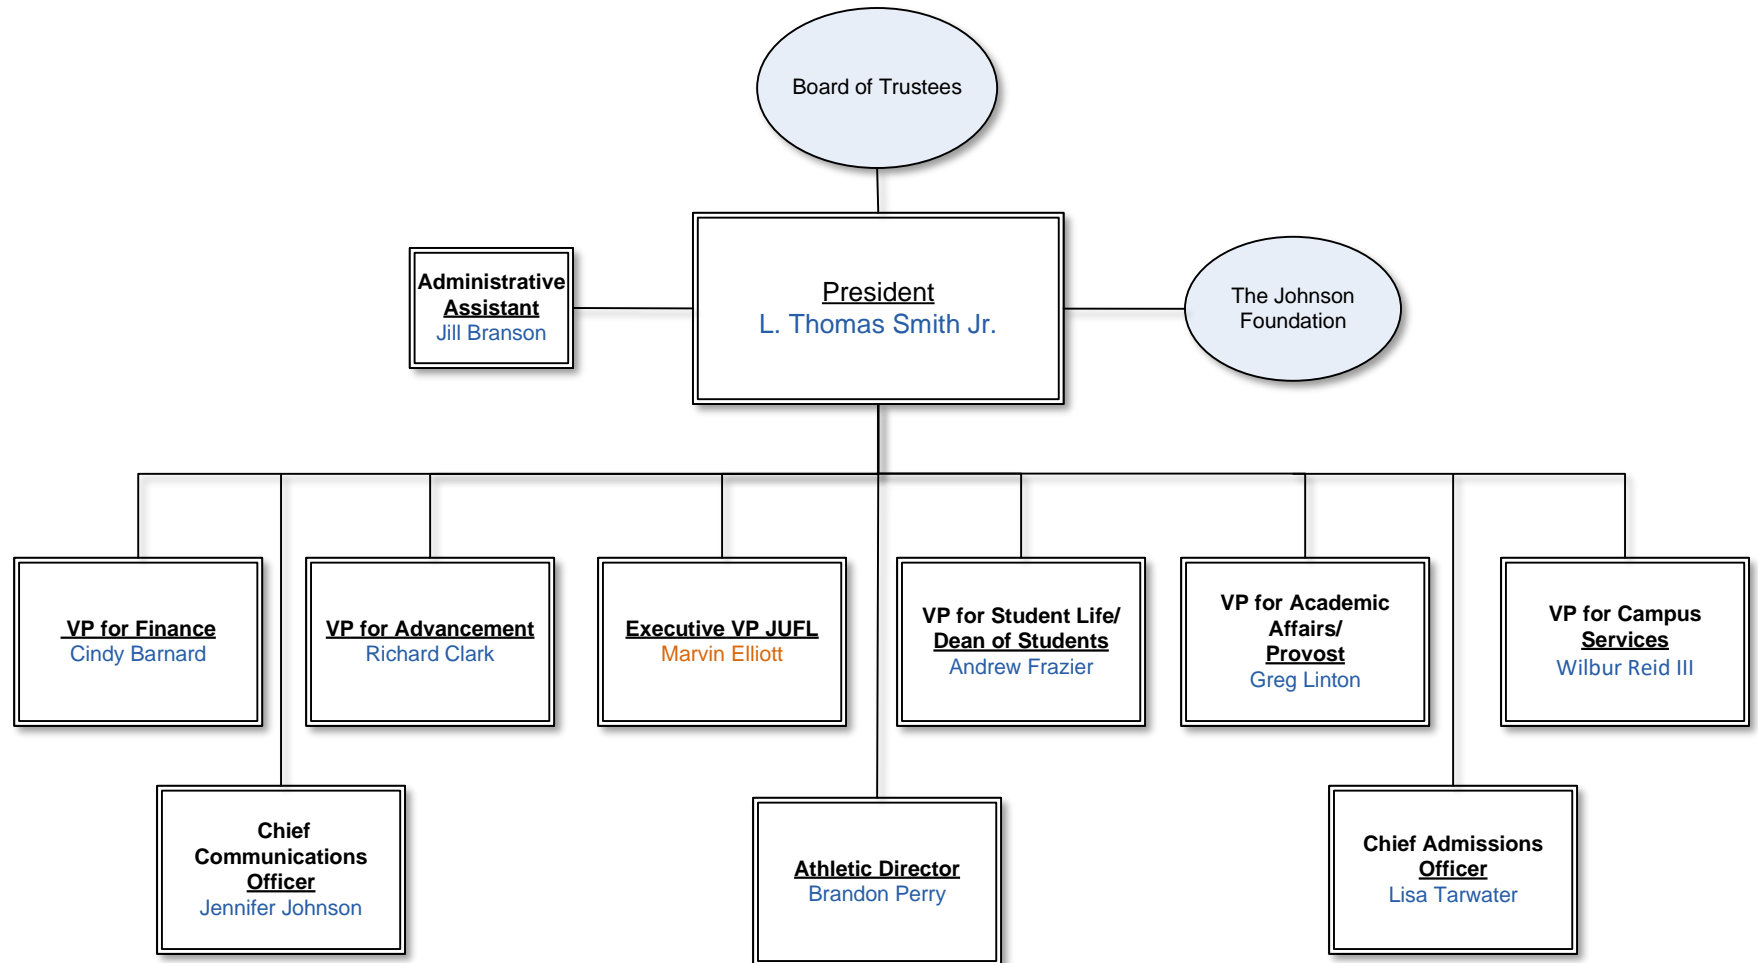 Board of Trustees
Administrative
Assistant
Jill Branson
President
L. Thomas Smith Jr.
The Johnson
Foundation
VP for Finance
Cindy Barnard
VP for Advancement
Richard Clark
Executive VP JUFL
Marvin Elliott
VP for Student Life/
Dean of Students
Andrew Frazier
VP for Academic
Affairs/
Provost
Greg Linton
VP for Campus
Services
Wilbur Reid III
Chief
Communications
Officer
Jennifer Johnson
Athletic Director
Brandon Perry
Chief Admissions
Officer
Lisa Tarwater